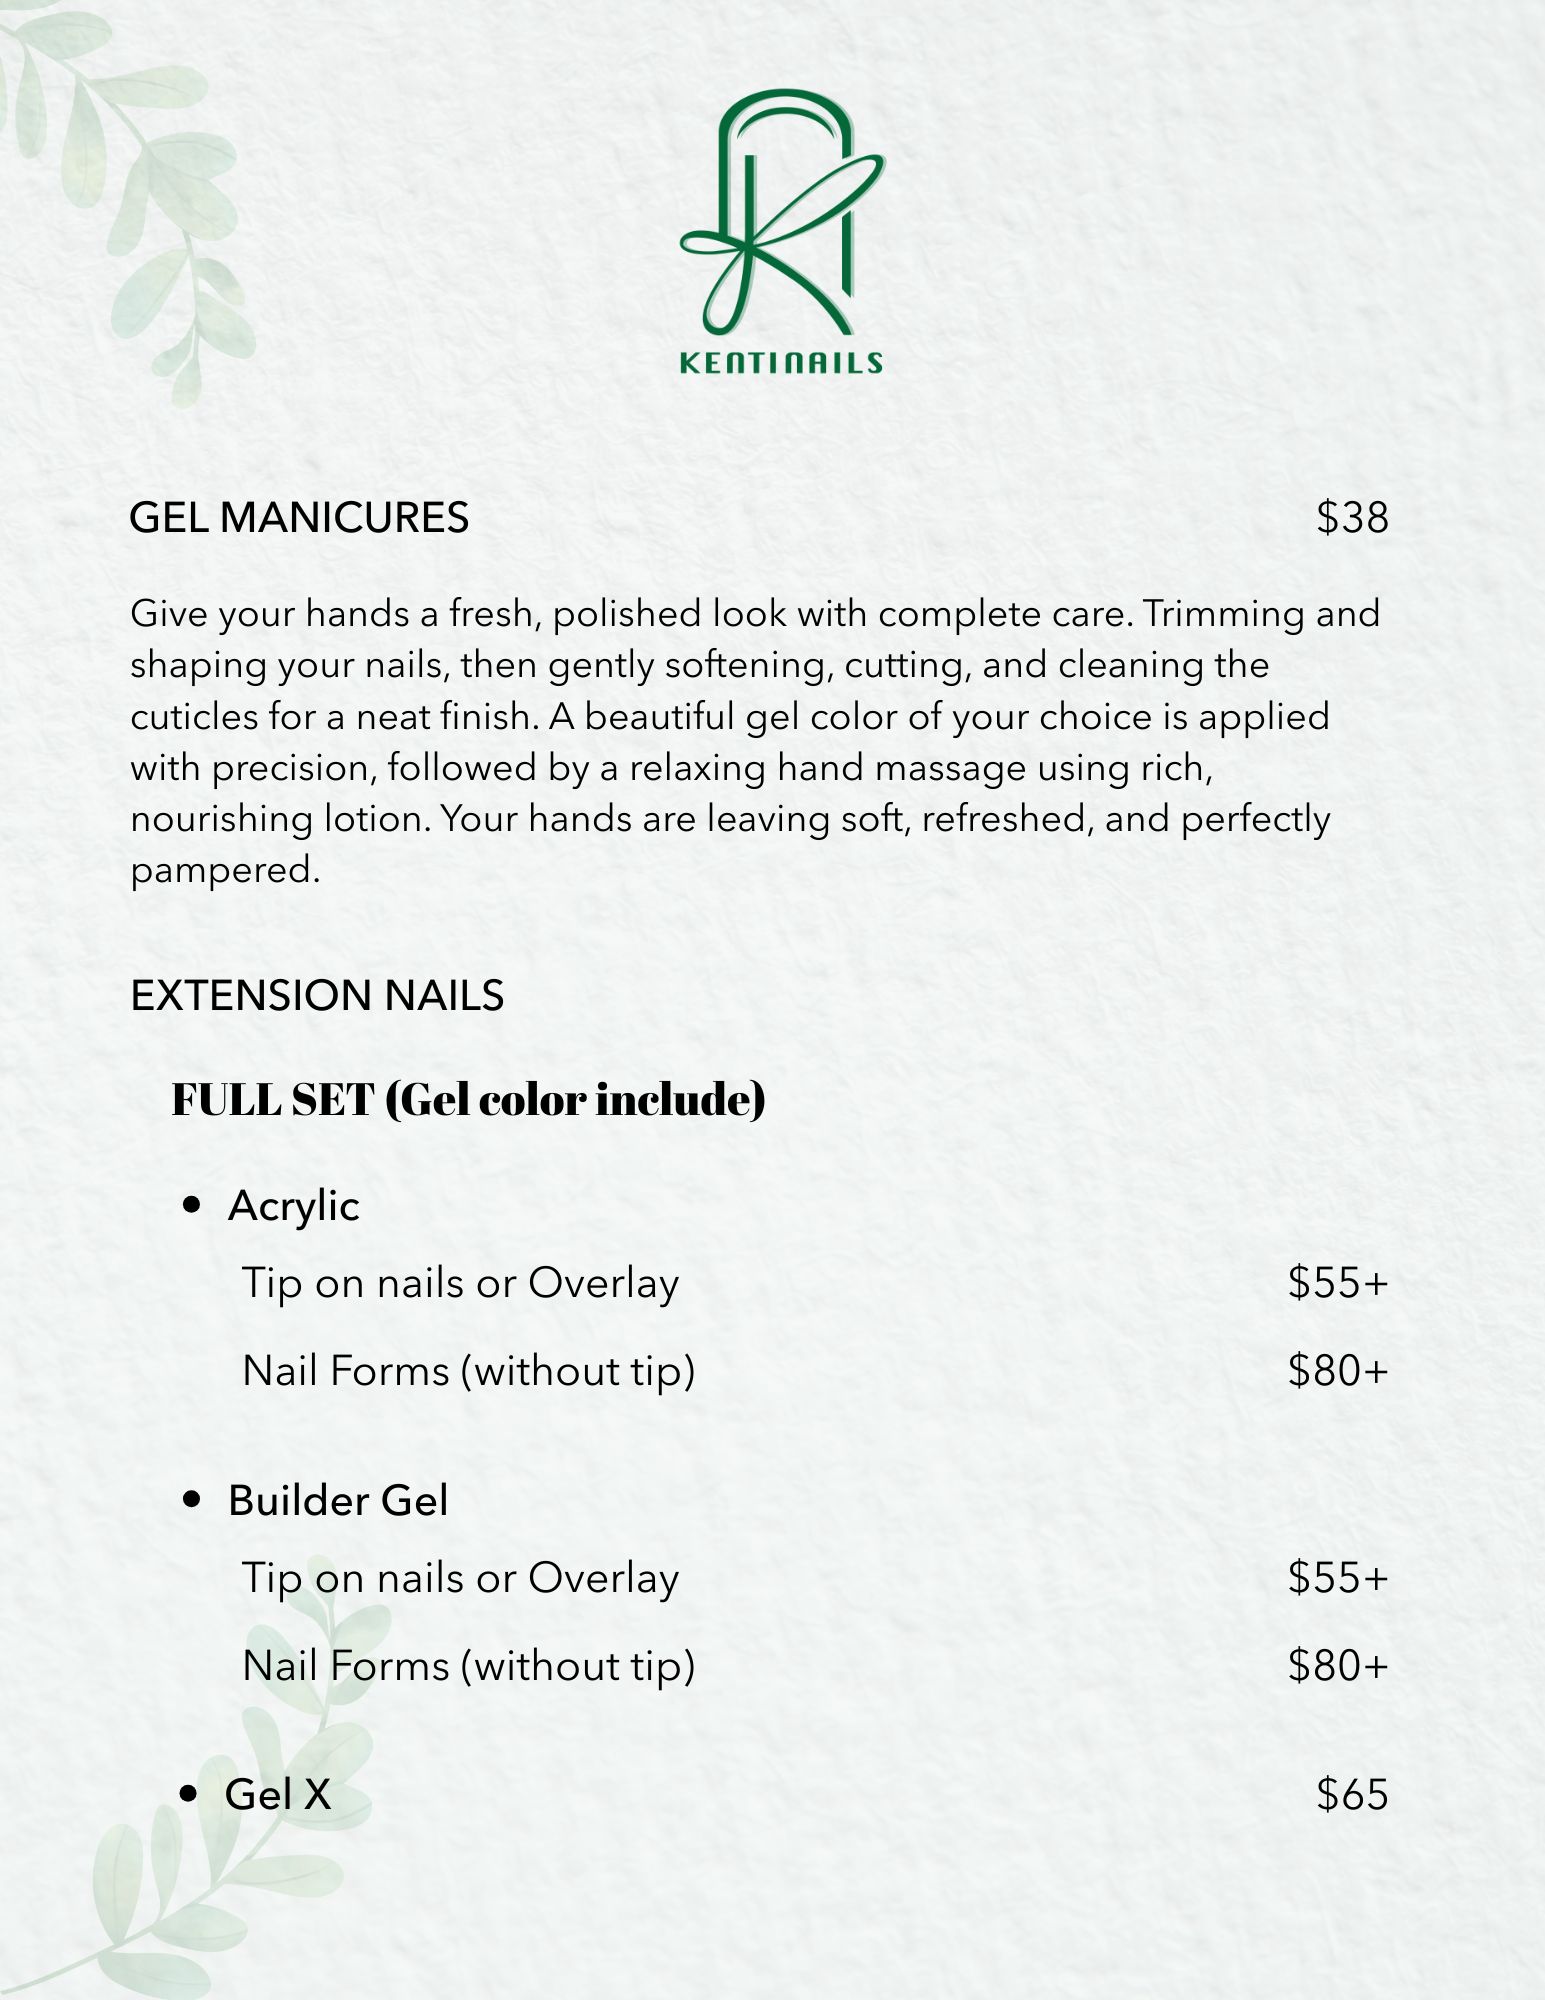 KENTINAILS
GEL MANICURES $38
Give your hands a fresh, polished look with complete care. Trimming and
shaping your nails, then gently softening, cutting, and cleaning the
cuticles for a neat finish. A beautiful gel color of your choice is applied
with precision, followed by a relaxing hand massage using rich,
nourishing lotion. Your hands are leaving soft, refreshed, and perfectly
pampered.
EXTENSION NAILS
FULL SET (Gel color include)
• Acrylic
Tip on nails or Overlay $55+
Nail Forms (without tip) $80+
• Builder Gel
Tip on nails or Overlay $55+
Nail Forms (without tip) $80+
• Gel X $65